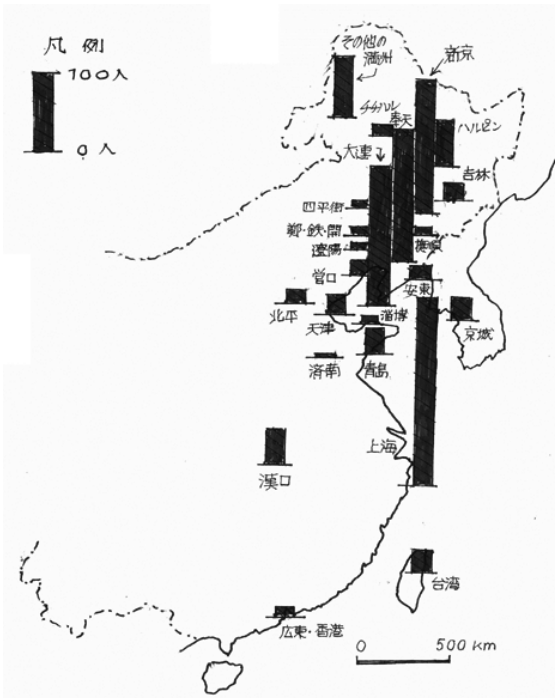 凡例
100人
0人
その他の
満州
新京
チチハル
奉天
ハルピン
大連
吉林
四平街
鄭・鉄・開
遼陽
撫順
営口
安東
北平
天津
淄博
京城
済南
青島
上海
漢口
台湾
広東・香港
0 500 km